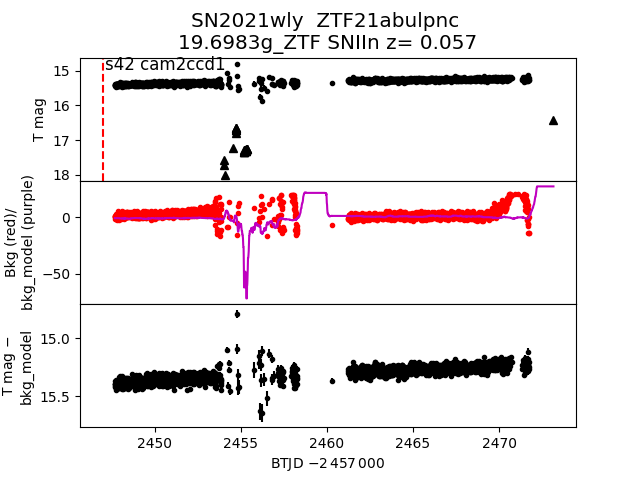 SN2021wly  ZTF21abulpnc
19.6983g_ZTF SNIIn z= 0.057
s42 cam2ccd1
T mag
15
16
17
18
Bkg (red)/
bkg_model (purple)
0
−50
T mag −
bkg_model
15.0
15.5
2450
2455
2460
2465
2470
BTJD −2 457 000